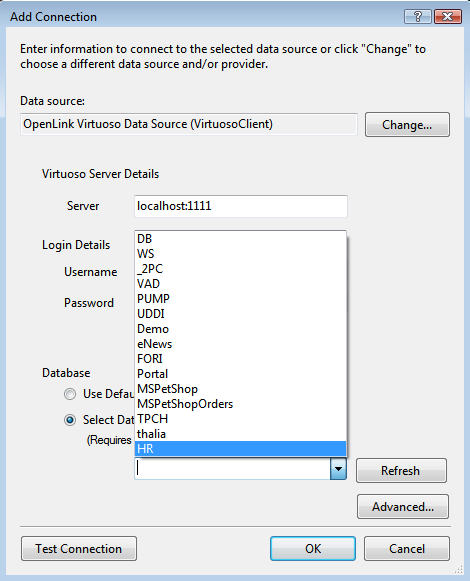 Add Connection
Enter information to connect to the selected data source or click "Change" to
choose a different data source and/or provider.
Data source:
OpenLink Virtuoso Data Source (VirtuosoClient)
Change...
Virtuoso Server Details
Server
localhost:1111
Login Details
Username
Password
DB
WS
_2PC
VAD
PUMP
UDDI
Demo
eNews
FORI
Portal
MSPetShop
MSPetShopOrders
TPCH
thalia
HR
Database
Use Defau
Select Dat
(Requires
Refresh
Advanced...
Test Connection
OK
Cancel